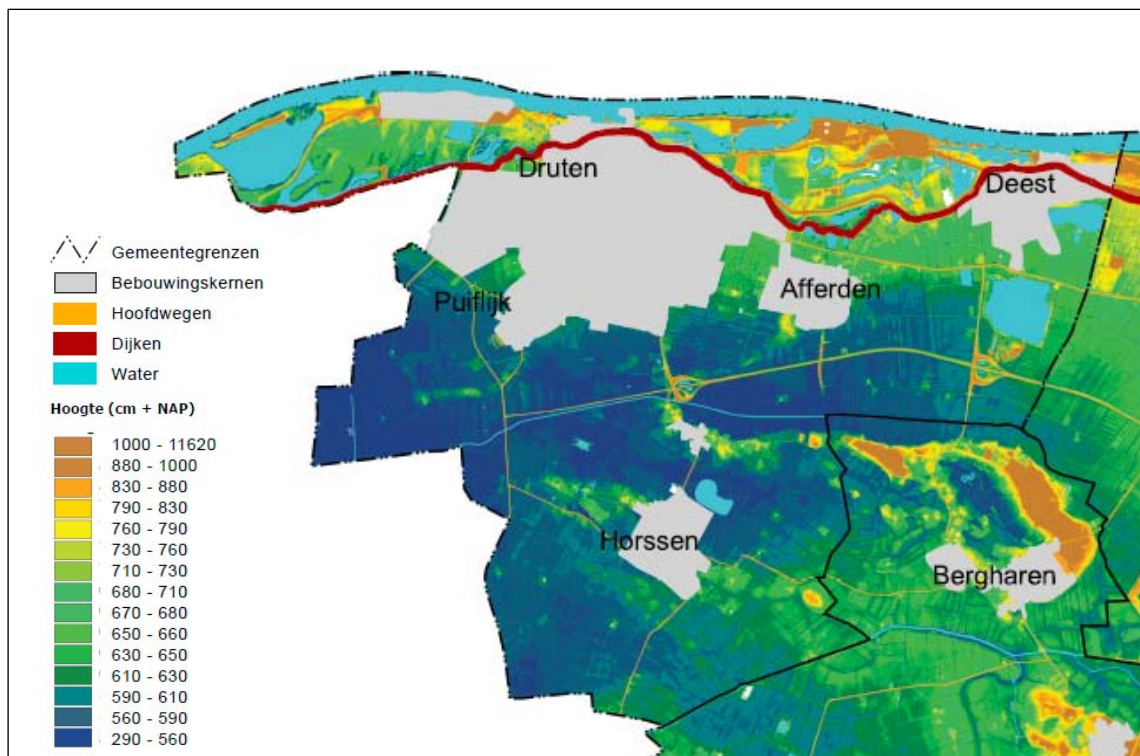 Druten
Deest
Afferden
Puiflijk
Horssen
Bergharen
Gemeentegrenzen
Bebouwingskernen
Hoofdwegen
Dijken
Water
Hoogte (cm + NAP)
1000 - 11620
880 - 1000
830 - 880
790 - 830
760 - 790
730 - 760
710 - 730
680 - 710
670 - 680
650 - 660
630 - 650
610 - 630
590 - 610
560 - 590
290 - 560